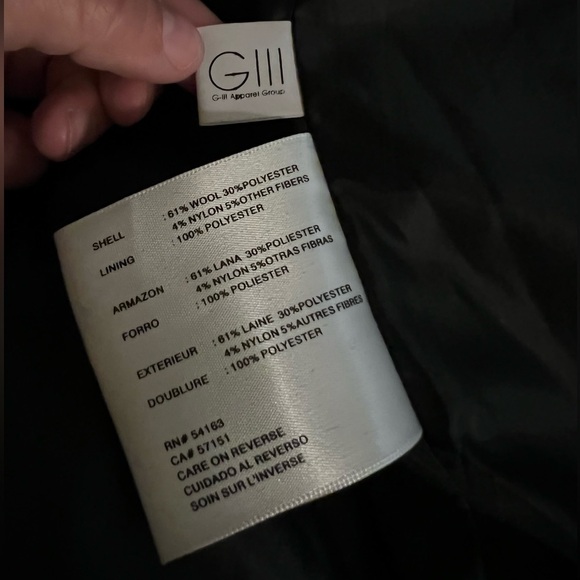 GIII
G-III Apparel Group
SHELL : 61% WOOL 30%POLYESTER
4% NYLON 5%OTHER FIBERS
LINING : 100% POLYESTER
ARMAZON : 61% LANA 30%POLIESTER
4% NYLON 5%OTRAS FIBRAS
FORRO : 100% POLIESTER
EXTERIEUR : 61% LAINE 30%POLYESTER
4% NYLON 5%AUTRES FIBRES
DOUBLURE : 100% POLYESTER
RN# 54163
CA# 57151
CARE ON REVERSE
CUIDADO AL REVERSO
SOIN SUR L'INVERSE